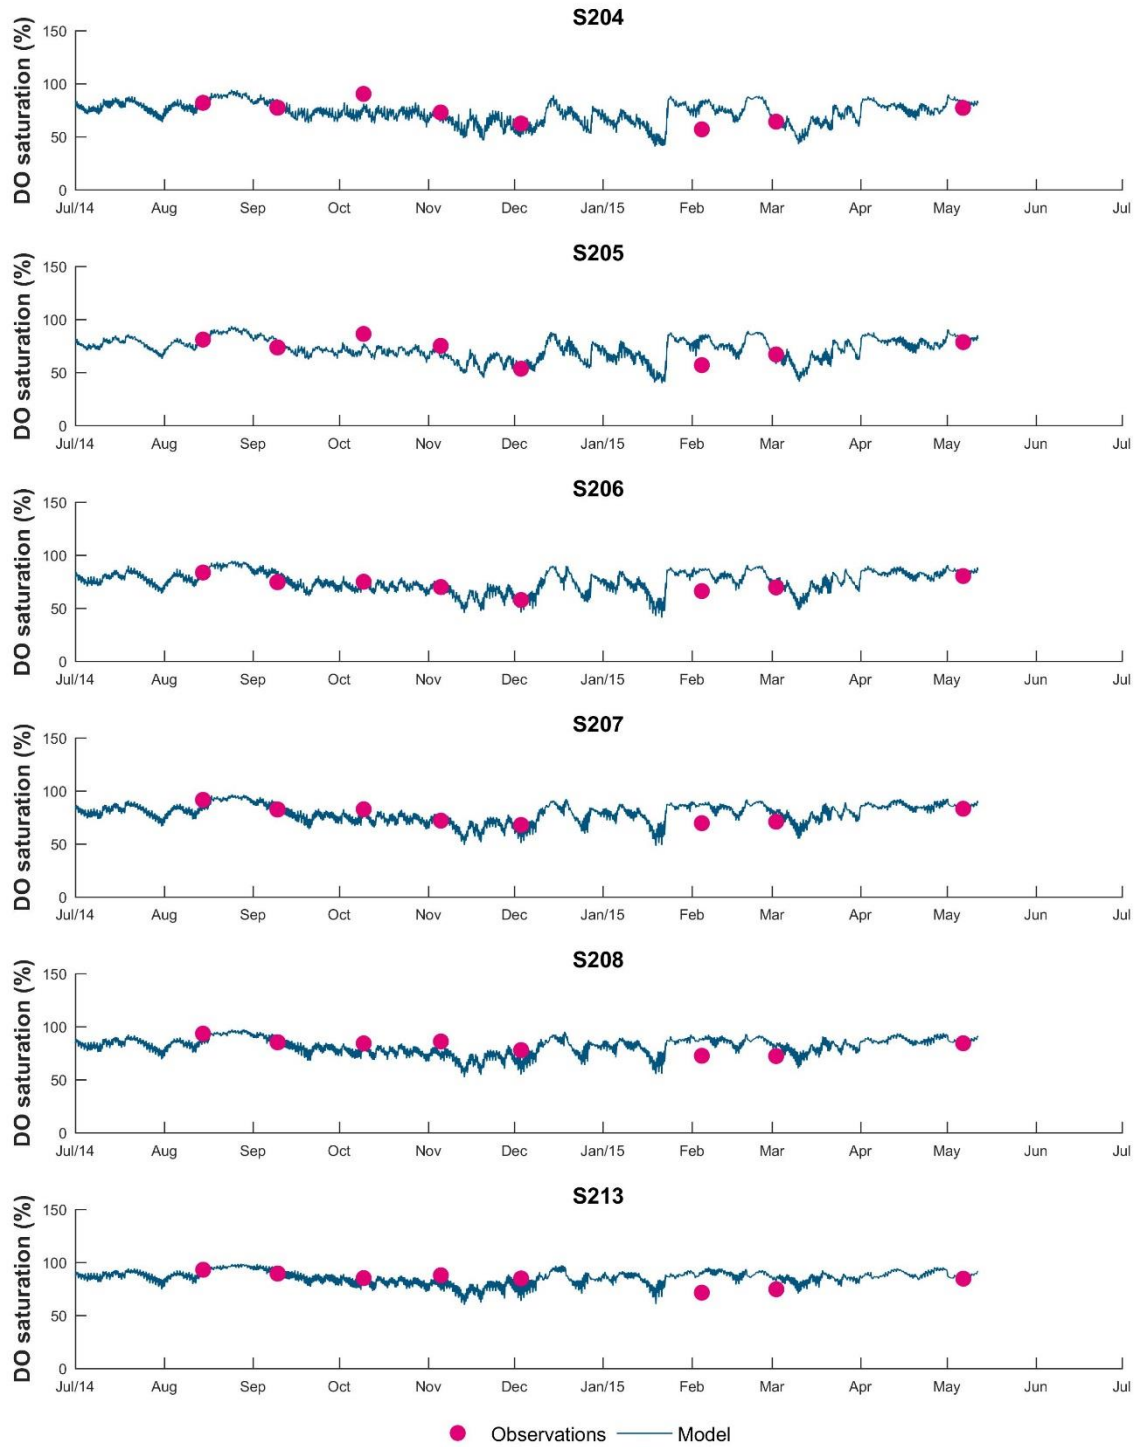 S204
DO saturation (%)
150
100
50
0
Jul/14 Aug Sep Oct Nov Dec Jan/15 Feb Mar Apr May Jun Jul
S205
DO saturation (%)
150
100
50
0
Jul/14 Aug Sep Oct Nov Dec Jan/15 Feb Mar Apr May Jun Jul
S206
DO saturation (%)
150
100
50
0
Jul/14 Aug Sep Oct Nov Dec Jan/15 Feb Mar Apr May Jun Jul
S207
DO saturation (%)
150
100
50
0
Jul/14 Aug Sep Oct Nov Dec Jan/15 Feb Mar Apr May Jun Jul
S208
DO saturation (%)
150
100
50
0
Jul/14 Aug Sep Oct Nov Dec Jan/15 Feb Mar Apr May Jun Jul
S213
DO saturation (%)
150
100
50
0
Jul/14 Aug Sep Oct Nov Dec Jan/15 Feb Mar Apr May Jun Jul
Observations Model